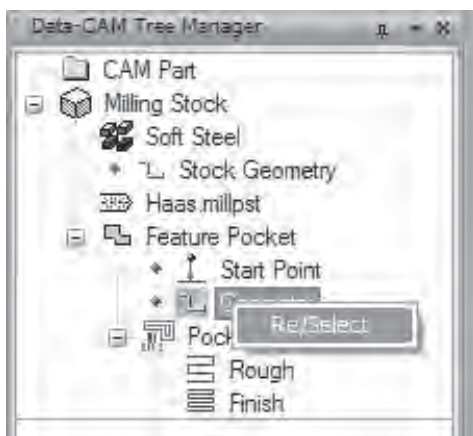 Data-CAM Tree Manager
CAM Part
Milling Stock
Soft Steel
Stock Geometry
Haas.millpst
Feature Pocket
Start Point
Re/Select
Rough
Finish